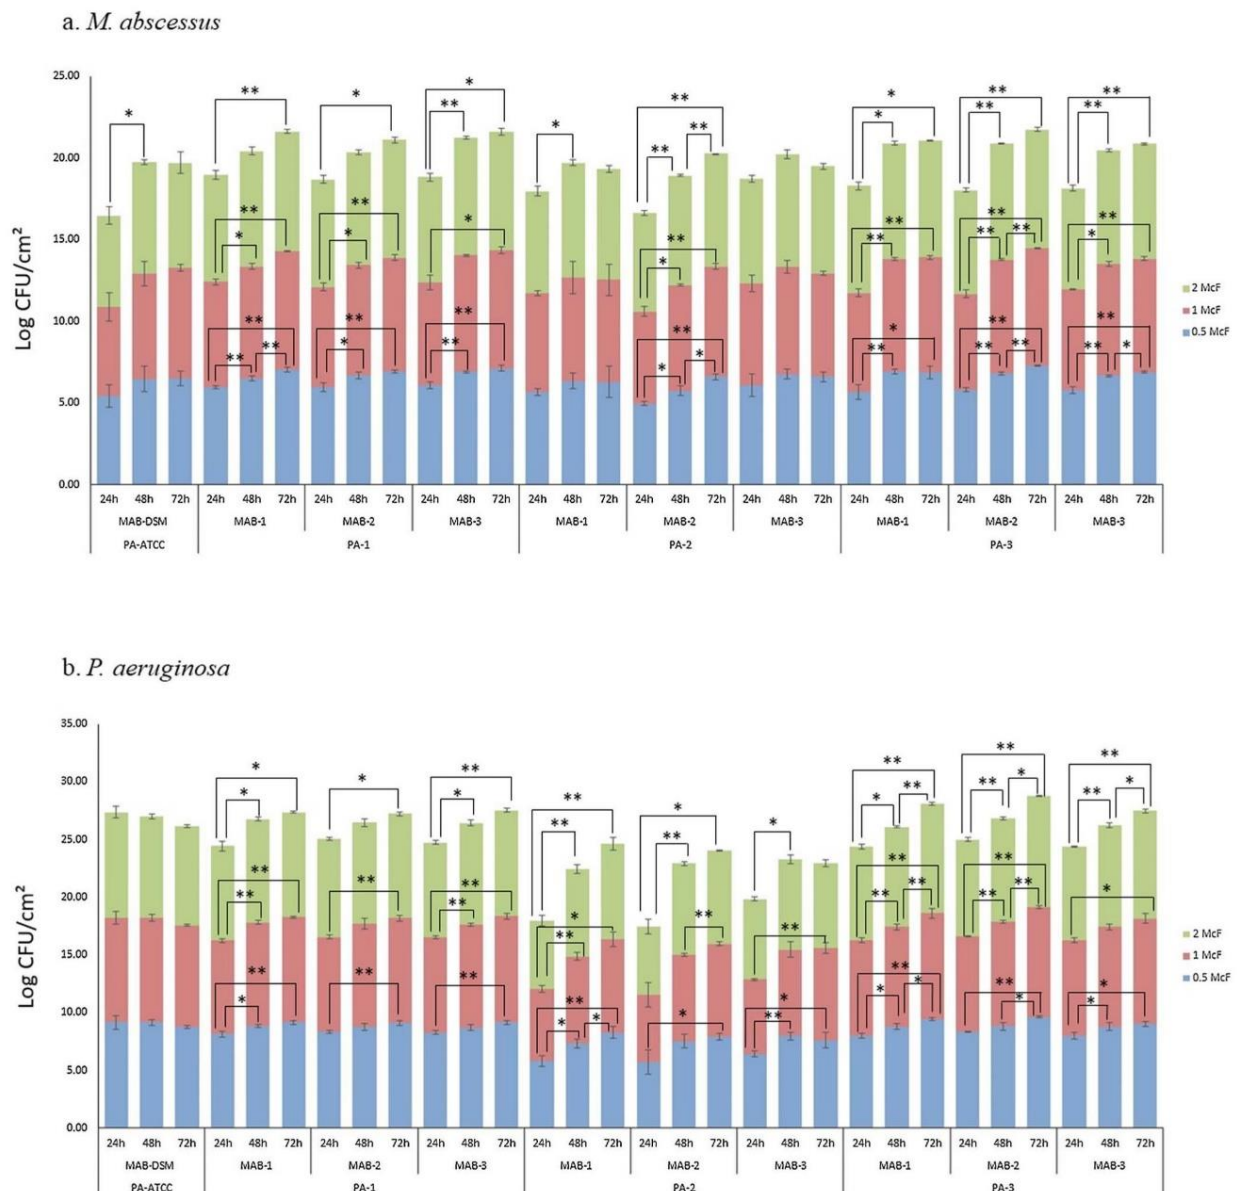 a. M. abscessus
25.00
20.00
15.00
10.00
5.00
0.00
Log CFU/cm²
* ** * ** * * ** ** ** * * ** ** ** ** **
** * ** * * ** * ** ** ** ** ** * **
** ** ** ** * ** ** ** * * ** * ** ** ** ** ** *
2 McF
1 McF
0.5 McF
24h 48h 72h 24h 48h 72h 24h 48h 72h 24h 48h 72h 24h 48h 72h 24h 48h 72h 24h 48h 72h 24h 48h 72h 24h 48h 72h 24h 48h 72h
MAB-DSM MAB-1 MAB-2 MAB-3 MAB-1 MAB-2 MAB-3 MAB-1 MAB-2 MAB-3
PA-ATCC PA-1 PA-2 PA-3
b. P. aeruginosa
35.00
30.00
25.00
20.00
15.00
10.00
5.00
0.00
Log CFU/cm²
* * * ** * ** ** * ** * ** * ** ** ** * ** ** *
** ** ** ** ** * ** ** ** ** ** ** ** ** ** *
** * ** ** ** * * * * ** ** * * ** * * *
2 McF
1 McF
0.5 McF
24h 48h 72h 24h 48h 72h 24h 48h 72h 24h 48h 72h 24h 48h 72h 24h 48h 72h 24h 48h 72h 24h 48h 72h 24h 48h 72h 24h 48h 72h
MAB-DSM MAB-1 MAB-2 MAB-3 MAB-1 MAB-2 MAB-3 MAB-1 MAB-2 MAB-3
PA-ATCC PA-1 PA-2 PA-3